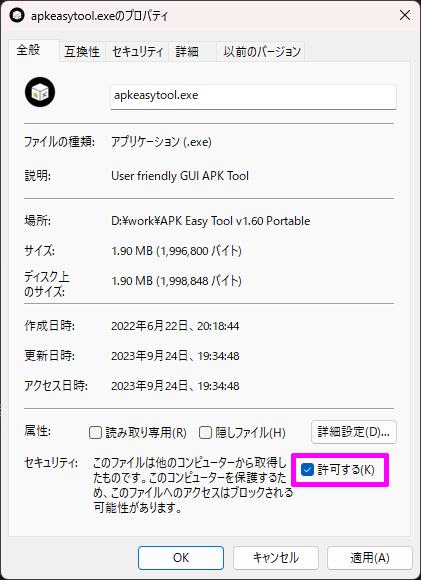 apkeasytool.exeのプロパティ
全般 互換性 セキュリティ 詳細 以前のバージョン
apkeasytool.exe
ファイルの種類: アプリケーション (.exe)
説明: User friendly GUI APK Tool
場所: D:¥work¥APK Easy Tool v1.60 Portable
サイズ: 1.90 MB (1,996,800 バイト)
ディスク上
のサイズ: 1.90 MB (1,998,848 バイト)
作成日時: 2022年6月22日、20:18:44
更新日時: 2023年9月24日、19:34:48
アクセス日時: 2023年9月24日、19:34:48
属性: 読み取り専用(R) 隠しファイル(H) 詳細設定(D)...
セキュリティ: このファイルは他のコンピューターから取得し
たものです。このコンピューターを保護するた
め、このファイルへのアクセスはブロックされる
可能性があります。
許可する(K)
OK キャンセル 適用(A)